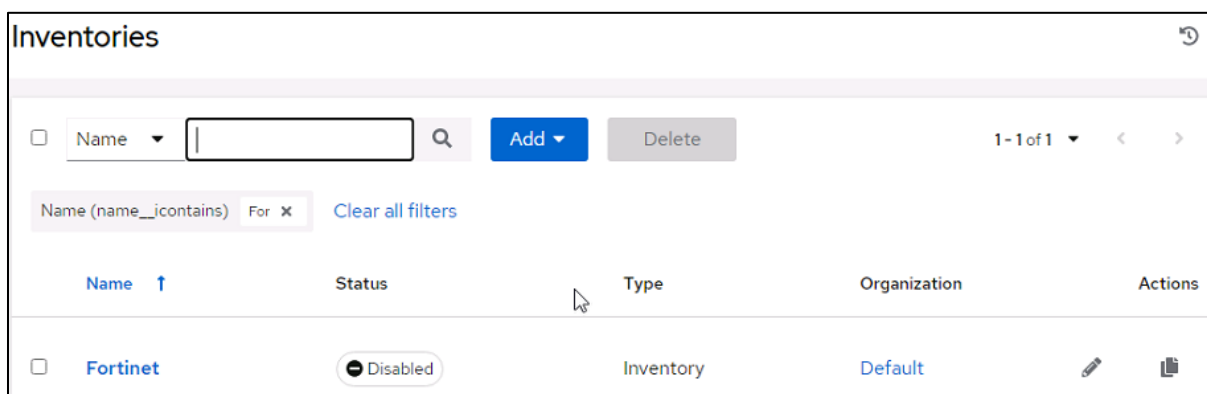 Inventories
Name Add Delete 1 - 1 of 1
Name (name__icontains) For Clear all filters
Name Status Type Organization Actions
Fortinet Disabled Inventory Default